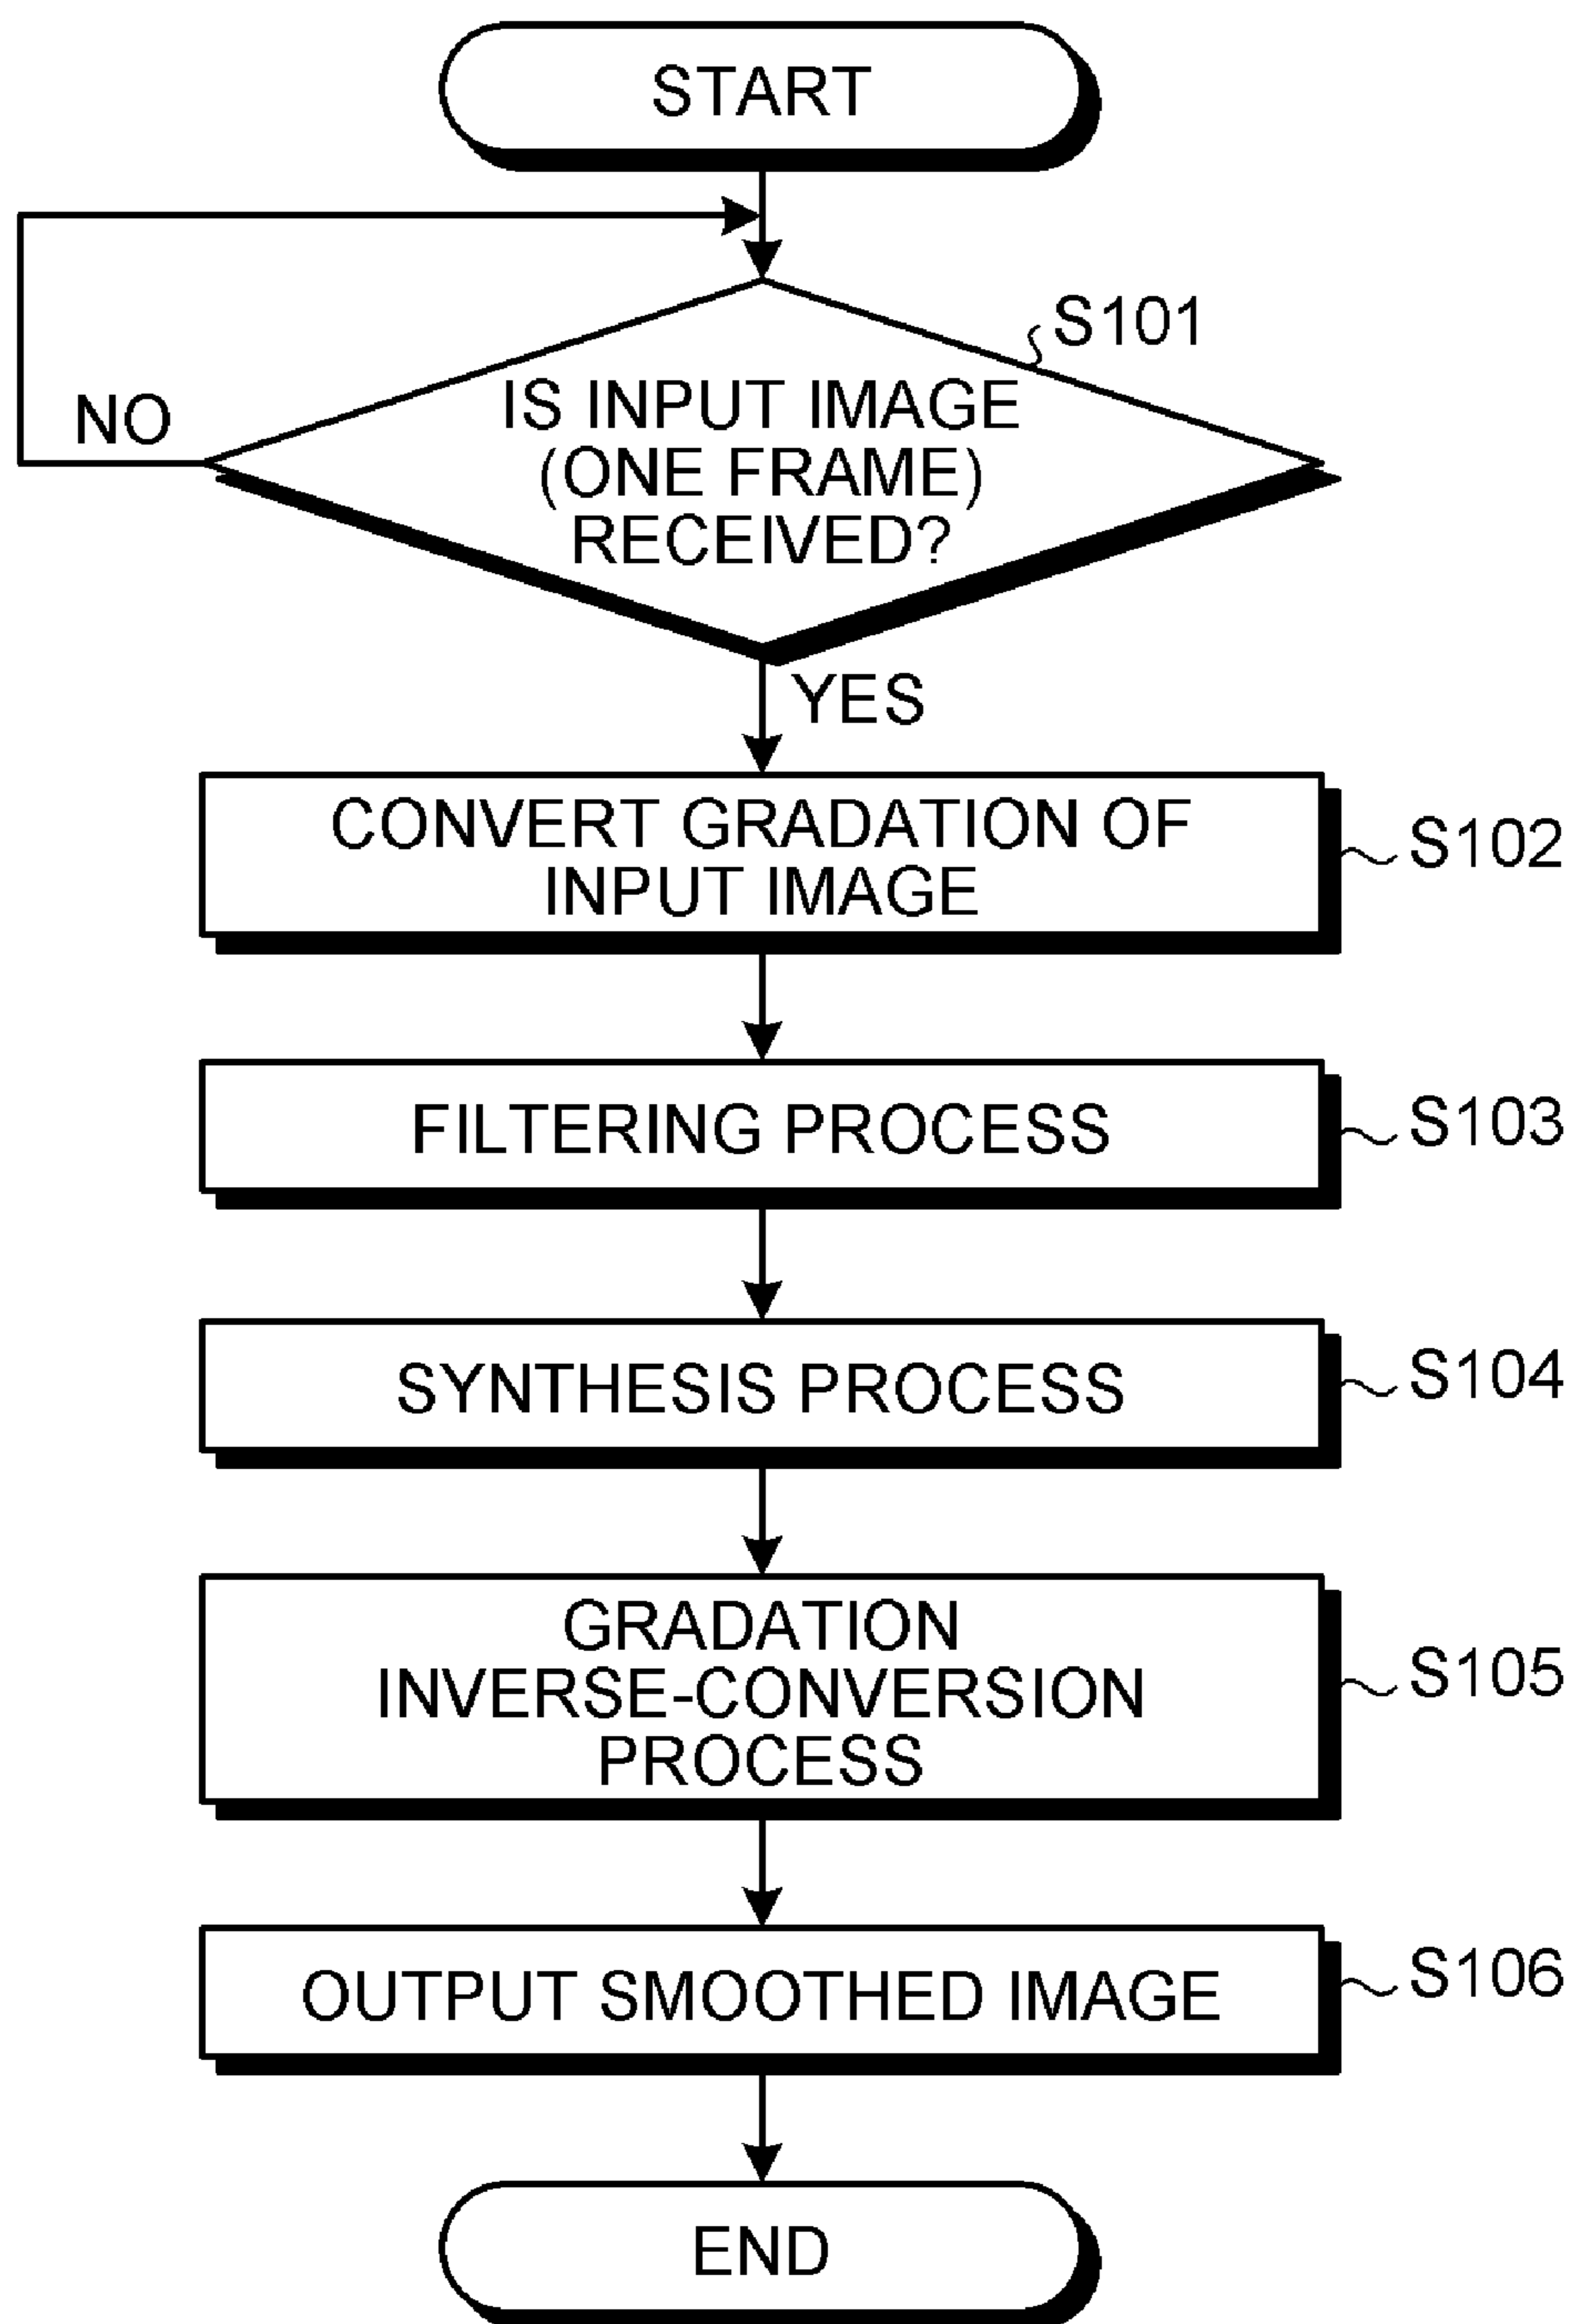 START
S101
IS INPUT IMAGE
(ONE FRAME)
RECEIVED?
NO
YES
CONVERT GRADATION OF
INPUT IMAGE
S102
FILTERING PROCESS
S103
SYNTHESIS PROCESS
S104
GRADATION
INVERSE-CONVERSION
PROCESS
S105
OUTPUT SMOOTHED IMAGE
S106
END